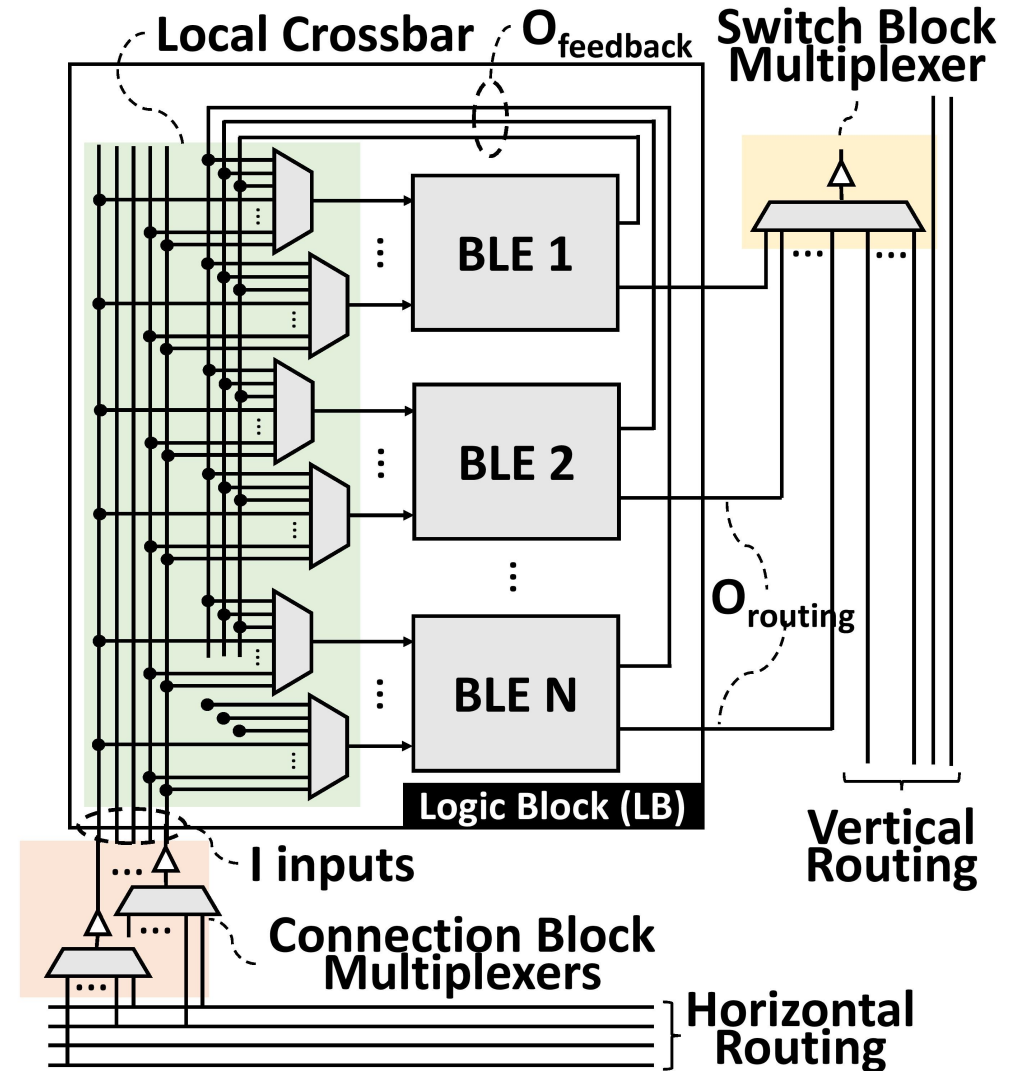 Local Crossbar
O feedback
Switch Block
Multiplexer
BLE 1
BLE 2
O routing
BLE N
Logic Block (LB)
I inputs
Vertical
Routing
Connection Block
Multiplexers
Horizontal
Routing